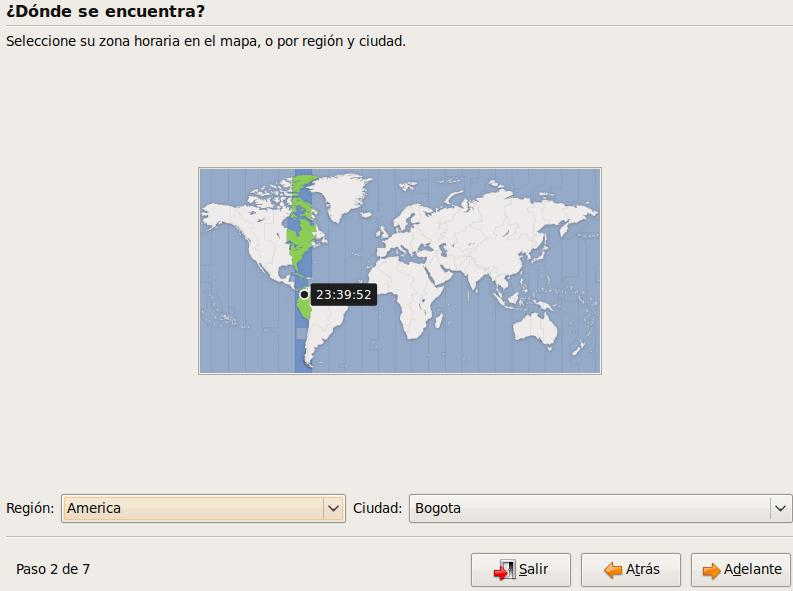 ¿Dónde se encuentra?
Seleccione su zona horaria en el mapa, o por región y ciudad.
23:39:52
Región: America Ciudad: Bogota
Paso 2 de 7 Salir Atrás Adelante